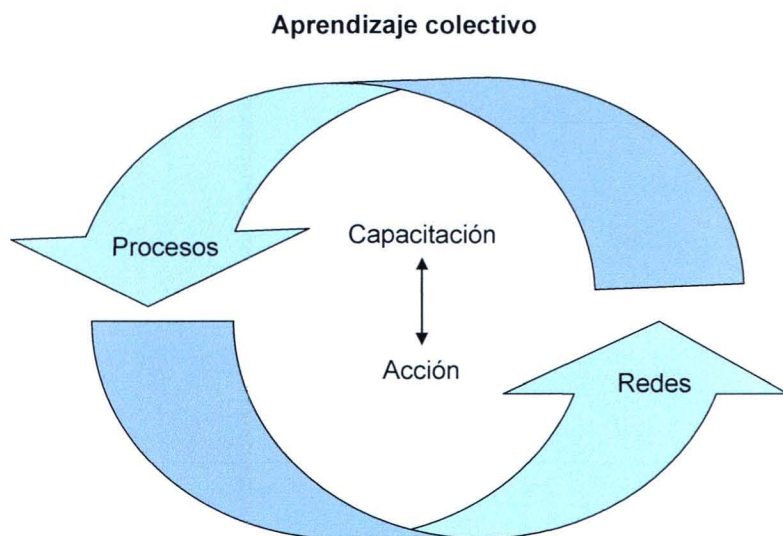 Aprendizaje colectivo
Procesos
Capacitación
Acción
Redes